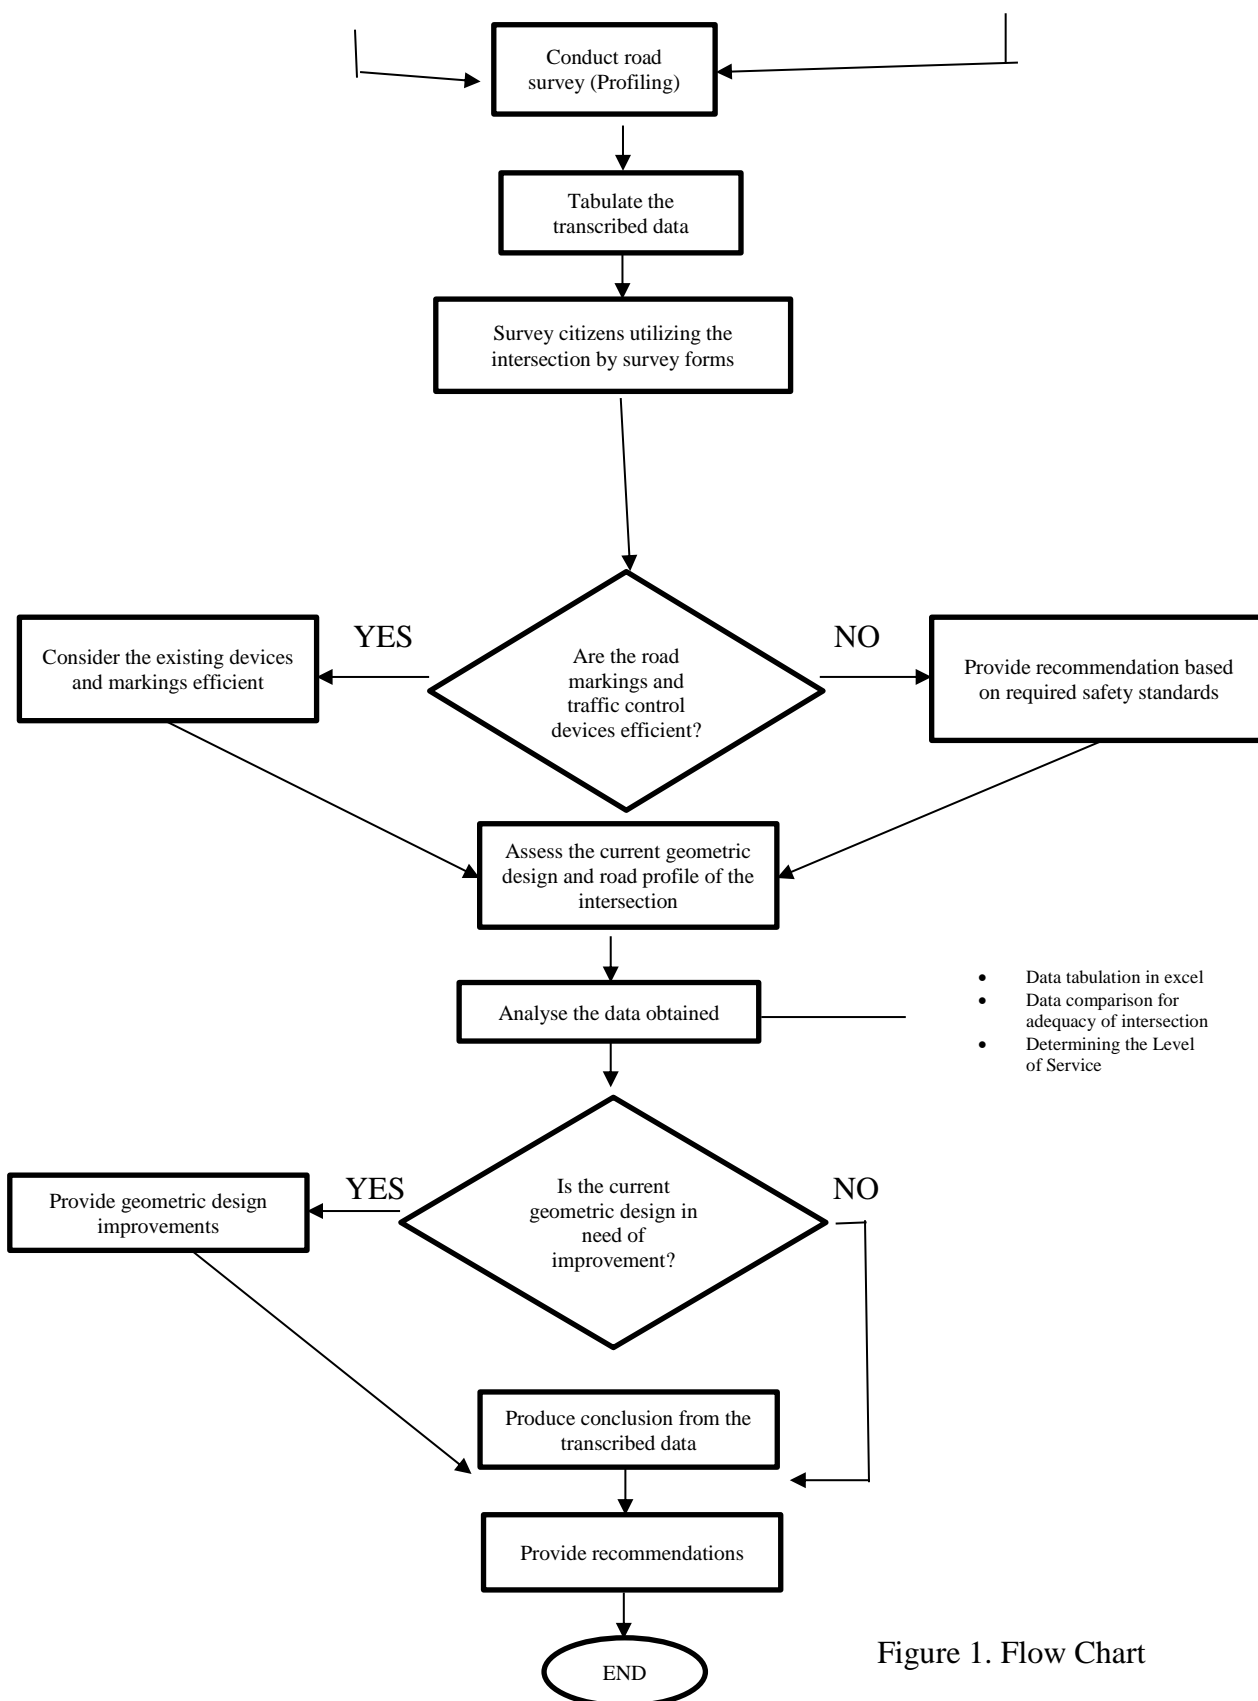 Conduct road
survey (Profiling)
Tabulate the
transcribed data
Survey citizens utilizing the
intersection by survey forms
YES
NO
Consider the existing devices
and markings efficient
Are the road
markings and
traffic control
devices efficient?
Provide recommendation based
on required safety standards
Assess the current geometric
design and road profile of the
intersection
Analyse the data obtained
• Data tabulation in excel
• Data comparison for
adequacy of intersection
• Determining the Level
of Service
YES
NO
Provide geometric design
improvements
Is the current
geometric design in
need of
improvement?
Produce conclusion from the
transcribed data
Provide recommendations
END
Figure 1. Flow Chart